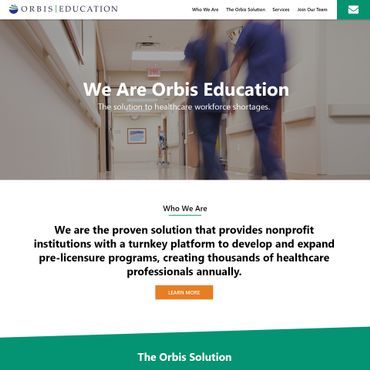 ORBIS | EDUCATION
Who We Are The Orbis Solution Services Join Our Team
We Are Orbis Education
The solution to healthcare workforce shortages.
Who We Are
We are the proven solution that provides nonprofit
institutions with a turnkey platform to develop and expand
pre-licensure programs, creating thousands of healthcare
professionals annually.
LEARN MORE
The Orbis Solution